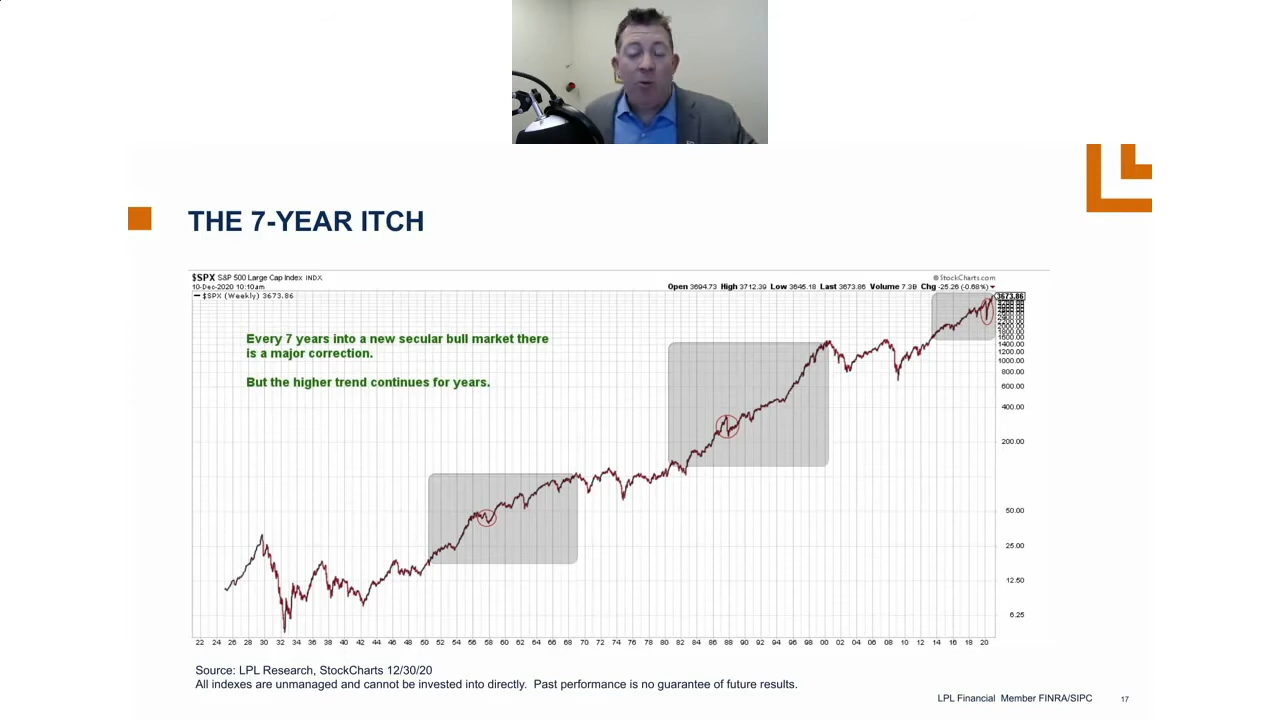 THE 7-YEAR ITCH
$SPX S&P 500 Large Cap Index INDX
© StockCharts.com
10-Dec-2020 10:10am
Open 3694.73 High 3712.39 Low 3645.18 Last 3673.86 Volume 7.3B Chg -25.26 (-0.68%)
$SPX (Weekly) 3673.86
3673.86
2000.00
1600.00
1400.00
1200.00
1000.00
800.00
600.00
400.00
200.00
50.00
25.00
12.50
6.25
Every 7 years into a new secular bull market there
is a major correction.
But the higher trend continues for years.
22 24 26 28 30 32 34 36 38 40 42 44 46 48 50 52 54 56 58 60 62 64 66 68 70 72 74 76 78 80 82 84 86 88 90 92 94 96 98 00 02 04 06 08 10 12 14 16 18 20
Source: LPL Research, StockCharts 12/30/20
All indexes are unmanaged and cannot be invested into directly. Past performance is no guarantee of future results.
LPL Financial Member FINRA/SIPC 17